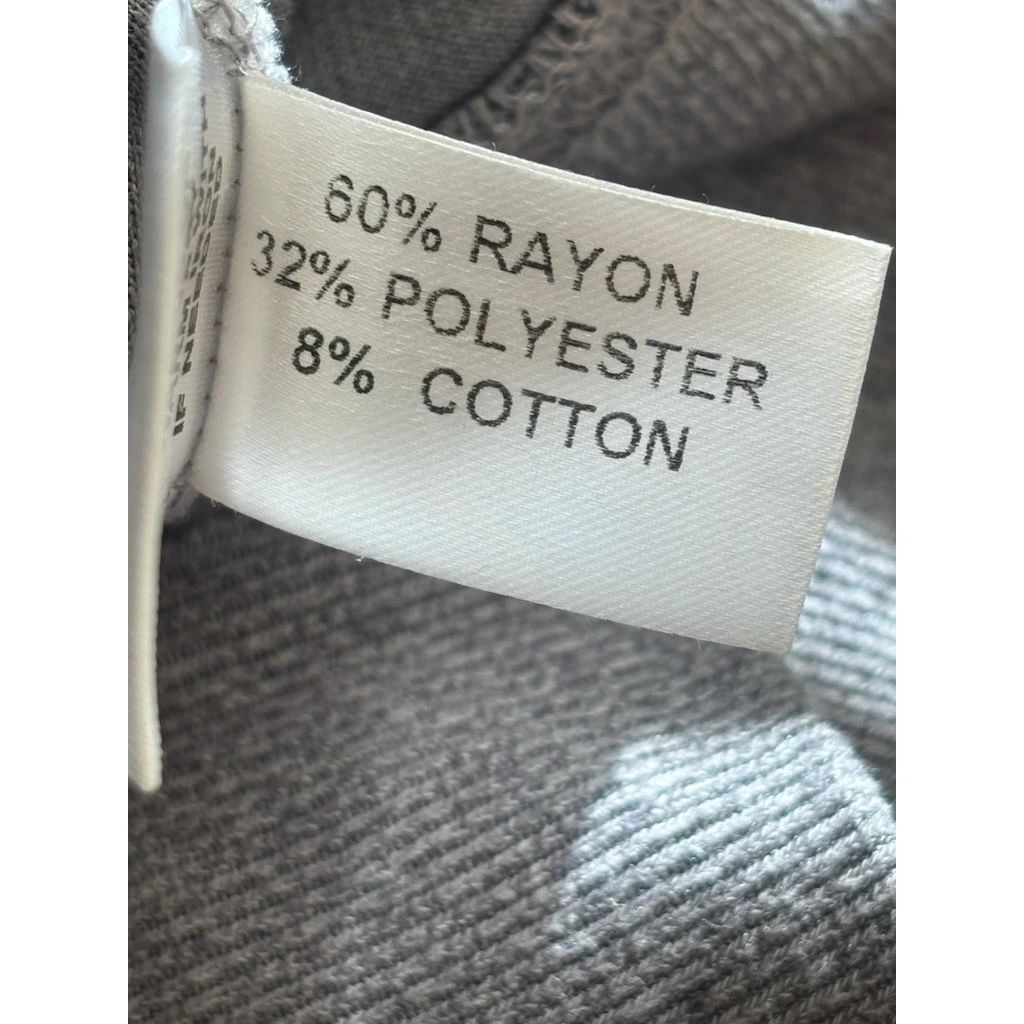 60% RAYON
32% POLYESTER
8% COTTON